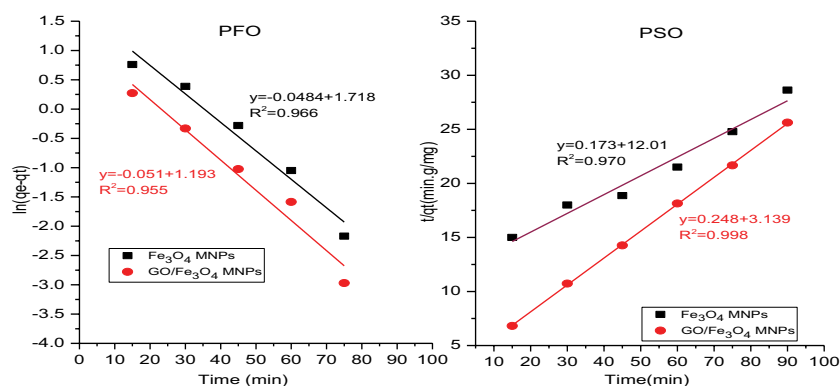 PFO
1.5
1.0
0.5
0.0
-0.5
-1.0
-1.5
-2.0
-2.5
-3.0
-3.5
-4.0
ln(qe-qt)
y=-0.0484+1.718
R²=0.966
y=-0.051+1.193
R²=0.955
Fe₃O₄ MNPs
GO/Fe₃O₄ MNPs
0 10 20 30 40 50 60 70 80 90 100
Time (min)
PSO
35
30
25
20
15
10
5
t/qt(min.g/mg)
y=0.173+12.01
R²=0.970
y=0.248+3.139
R²=0.998
Fe₃O₄ MNPs
GO/Fe₃O₄ MNPs
10 20 30 40 50 60 70 80 90 100
Time(min)